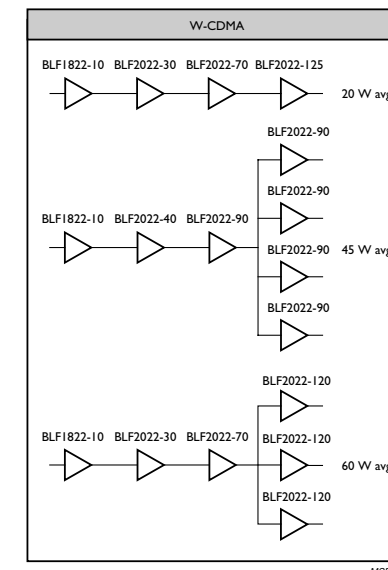 W-CDMA
BLF1822-10 BLF2022-30 BLF2022-70 BLF2022-125
20 W avg
BLF2022-90
BLF2022-90
BLF1822-10 BLF2022-40 BLF2022-90
BLF2022-90 45 W avg
BLF2022-90
BLF2022-120
BLF1822-10 BLF2022-30 BLF2022-70 BLF2022-120
60 W avg
BLF2022-120